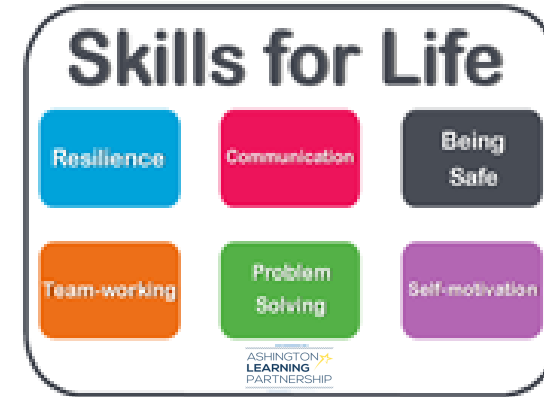 Skills for Life
Resilience
Communication
Being
Safe
Team-working
Problem
Solving
Self-motivation
ASHINGTON
LEARNING
PARTNERSHIP